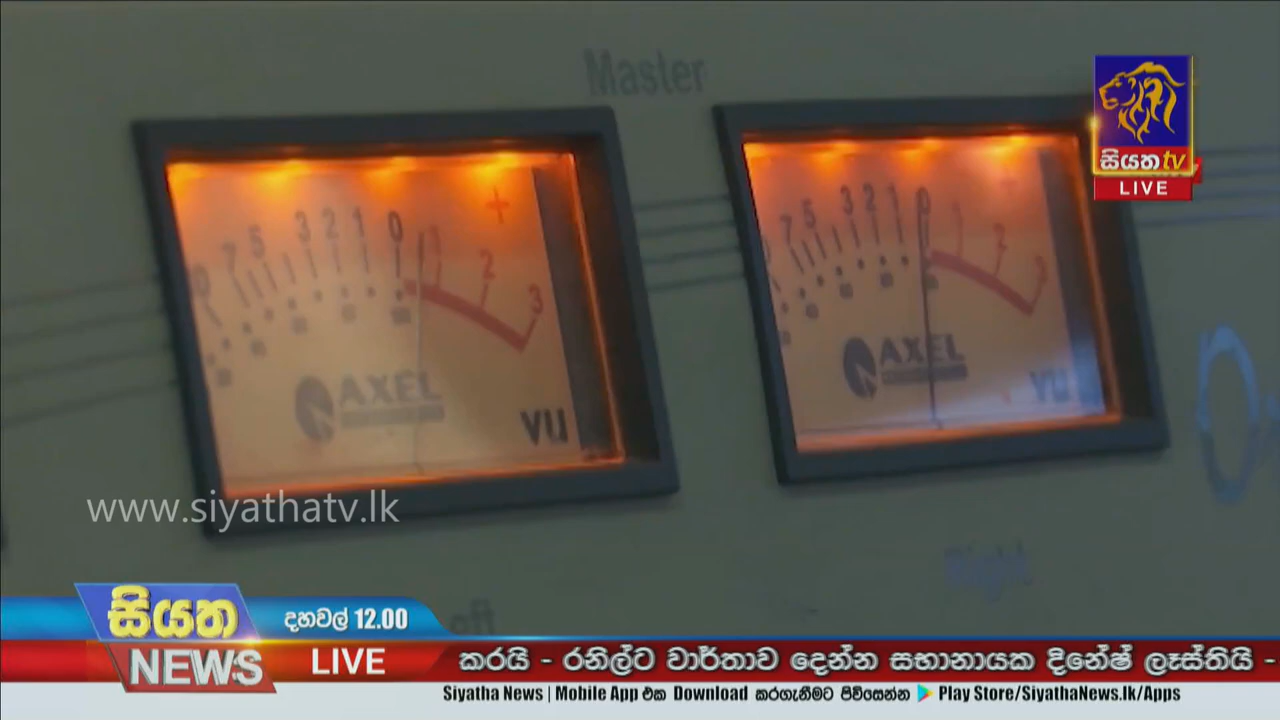 Master
සියත tv
LIVE
7 5 3 2 1 0 1 2 3
+
7 5 3 2 1 0 1 2 3
AXEL
AXEL
VU
VU
www.siyathatv.lk
Right
සියත
දහවල් 12.00
NEWS
LIVE
කරයි - රනිල්ට වාර්තාව දෙන්න සභානායක දිනේෂ් ලෑස්තියි -
Siyatha News | Mobile App එක Download කරගැනීමට පිවිසෙන්න Play Store/SiyathaNews.lk/Apps